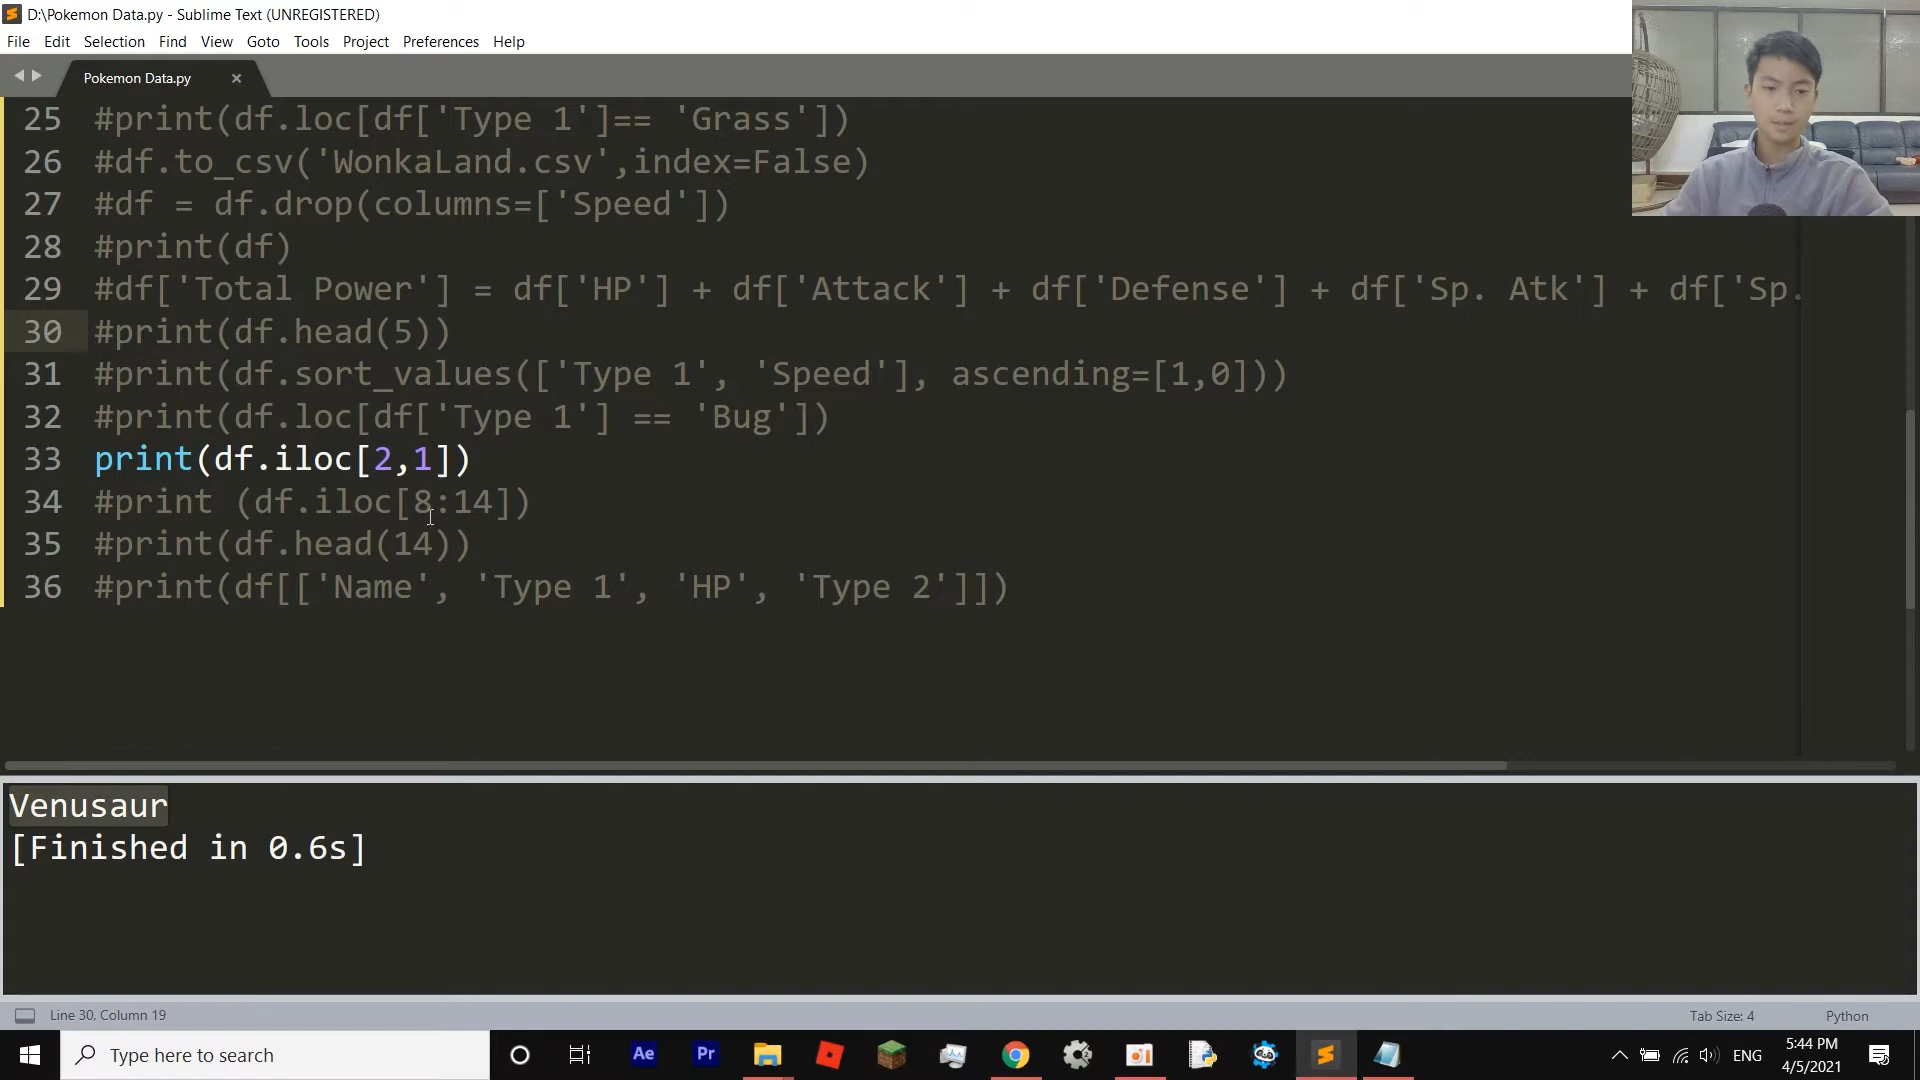 D:\Pokemon Data.py - Sublime Text (UNREGISTERED)
File Edit Selection Find View Goto Tools Project Preferences Help
Pokemon Data.py
25 #print(df.loc[df['Type 1']== 'Grass'])
26 #df.to_csv('WonkaLand.csv',index=False)
27 #df = df.drop(columns=['Speed'])
28 #print(df)
29 #df['Total Power'] = df['HP'] + df['Attack'] + df['Defense'] + df['Sp. Atk'] + df['Sp.
30 #print(df.head(5))
31 #print(df.sort_values(['Type 1', 'Speed'], ascending=[1,0]))
32 #print(df.loc[df['Type 1'] == 'Bug'])
33 print(df.iloc[2,1])
34 #print (df.iloc[8:14])
35 #print(df.head(14))
36 #print(df[['Name', 'Type 1', 'HP', 'Type 2']])
Venusaur
[Finished in 0.6s]
Line 30, Column 19 Tab Size: 4 Python
Type here to search Ae Pr ENG 5:44 PM
4/5/2021